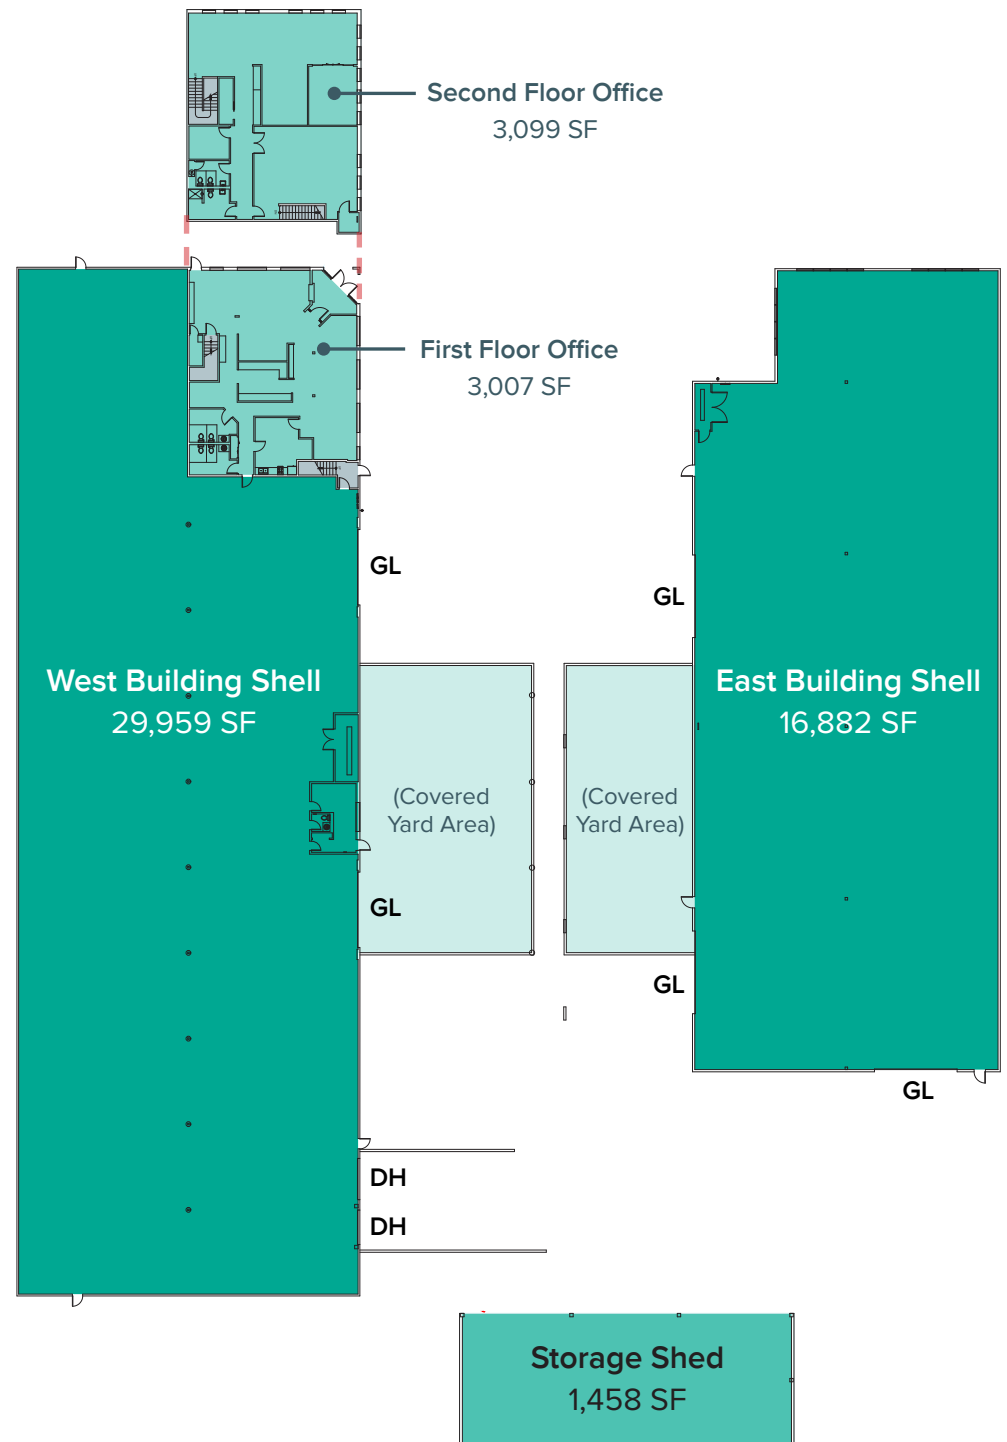 Second Floor Office
3,099 SF
First Floor Office
3,007 SF
GL
GL
West Building Shell
29,959 SF
East Building Shell
16,882 SF
(Covered
Yard Area)
(Covered
Yard Area)
GL
GL
GL
DH
DH
Storage Shed
1,458 SF